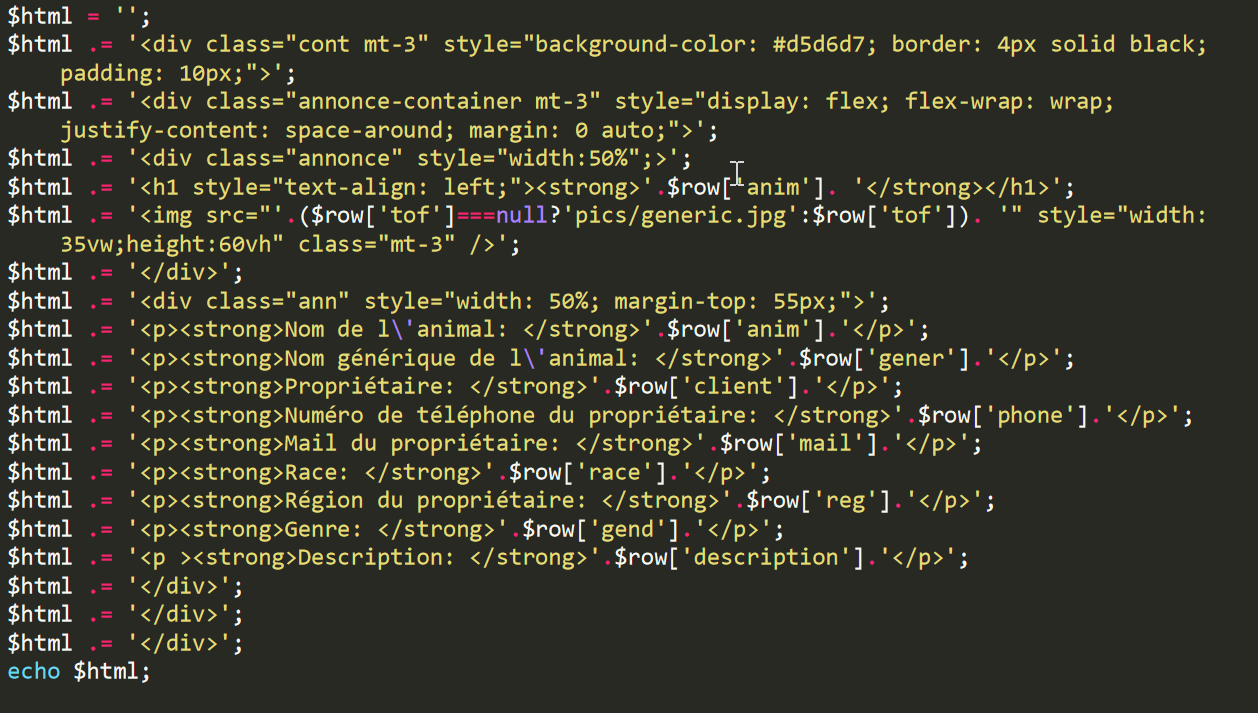 $html = '';
$html .= '<div class="cont mt-3" style="background-color: #d5d6d7; border: 4px solid black;
padding: 10px;">';
$html .= '<div class="annonce-container mt-3" style="display: flex; flex-wrap: wrap;
justify-content: space-around; margin: 0 auto;">';
$html .= '<div class="annonce" style="width:50%";>';
$html .= '<h1 style="text-align: left;"><strong>'.$row['anim']. '</strong></h1>';
$html .= '<img src="'.($row['tof']===null?'pics/generic.jpg':$row['tof']). '" style="width:
35vw;height:60vh" class="mt-3" />';
$html .= '</div>';
$html .= '<div class="ann" style="width: 50%; margin-top: 55px;">';
$html .= '<p><strong>Nom de l\'animal: </strong>'.$row['anim'].'</p>';
$html .= '<p><strong>Nom générique de l\'animal: </strong>'.$row['gener'].'</p>';
$html .= '<p><strong>Propriétaire: </strong>'.$row['client'].'</p>';
$html .= '<p><strong>Numéro de téléphone du propriétaire: </strong>'.$row['phone'].'</p>';
$html .= '<p><strong>Mail du propriétaire: </strong>'.$row['mail'].'</p>';
$html .= '<p><strong>Race: </strong>'.$row['race'].'</p>';
$html .= '<p><strong>Région du propriétaire: </strong>'.$row['reg'].'</p>';
$html .= '<p><strong>Genre: </strong>'.$row['gend'].'</p>';
$html .= '<p ><strong>Description: </strong>'.$row['description'].'</p>';
$html .= '</div>';
$html .= '</div>';
$html .= '</div>';
echo $html;